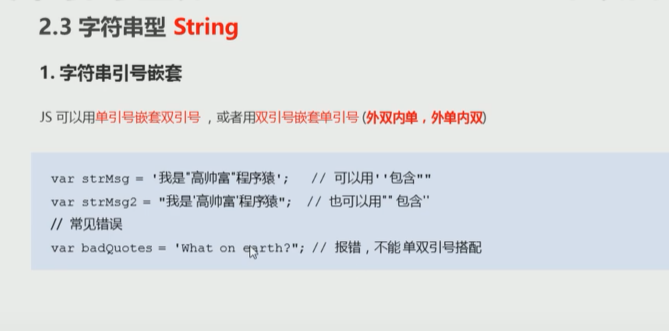 2.3 字符串型 String
1. 字符串引号嵌套
JS 可以用单引号嵌套双引号 ，或者用双引号嵌套单引号 (外双内单，外单内双)
var strMsg = '我是"高帅富"程序猿';   // 可以用''包含""
var strMsg2 = "我是'高帅富'程序猿";  // 也可以用"" 包含''
// 常见错误
var badQuotes = 'What on earth?"; // 报错，不能 单双引号搭配